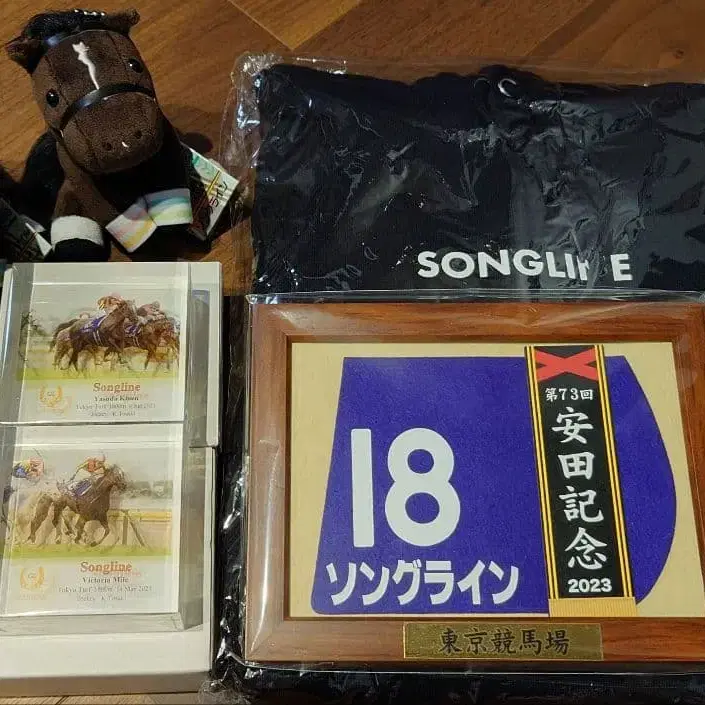 SONGLINE
Songline
Yasuda Kinen
Songline
Victoria Mile
18
ソングライン
第73回
安田記念
2023
東京競馬場